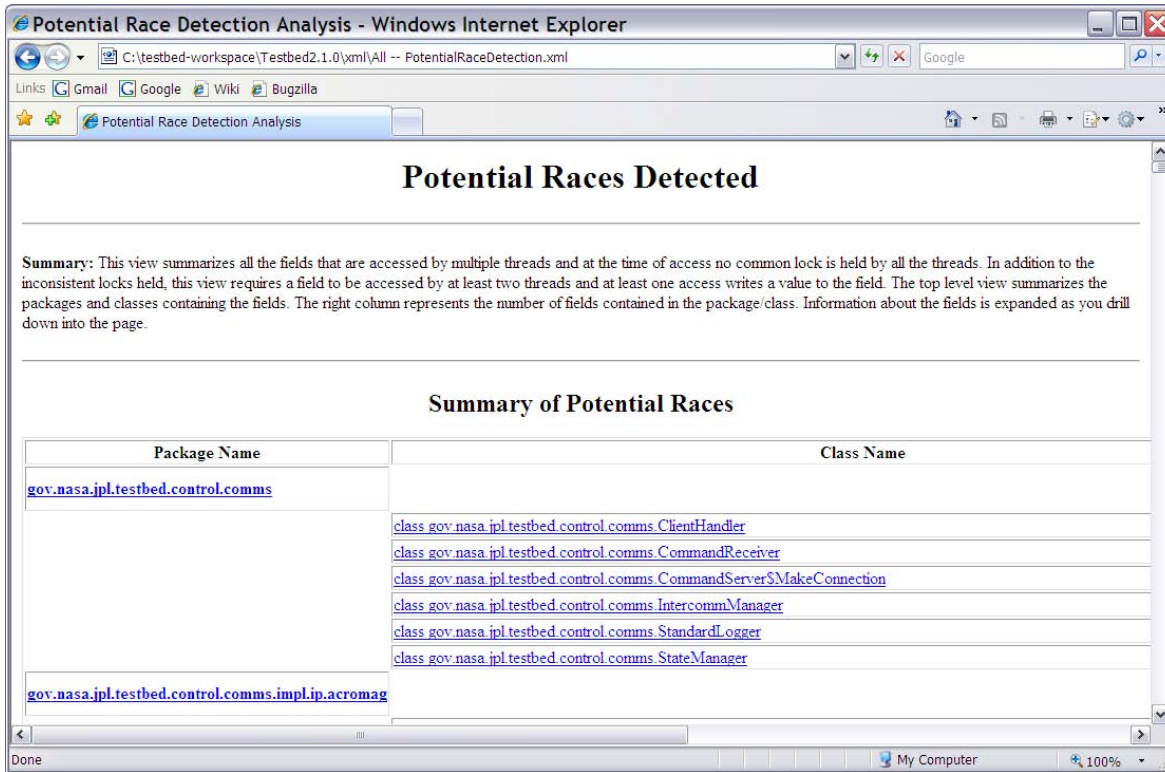 Potential Race Detection Analysis - Windows Internet Explorer
C:\testbed-workspace\Testbed2.1.0\xml\All -- PotentialRaceDetection.xml
Google
Links Gmail Google Wiki Bugzilla
Potential Race Detection Analysis
Potential Races Detected
Summary: This view summarizes all the fields that are accessed by multiple threads and at the time of access no common lock is held by all the threads. In addition to the
inconsistent locks held, this view requires a field to be accessed by at least two threads and at least one access writes a value to the field. The top level view summarizes the
packages and classes containing the fields. The right column represents the number of fields contained in the package/class. Information about the fields is expanded as you drill
down into the page.
Summary of Potential Races
Package Name Class Name
gov.nasa.jpl.testbed.control.comms
class gov.nasa.jpl.testbed.control.comms.ClientHandler
class gov.nasa.jpl.testbed.control.comms.CommandReceiver
class gov.nasa.jpl.testbed.control.comms.CommandServer$MakeConnection
class gov.nasa.jpl.testbed.control.comms.IntercommManager
class gov.nasa.jpl.testbed.control.comms.StandardLogger
class gov.nasa.jpl.testbed.control.comms.StateManager
gov.nasa.jpl.testbed.control.comms.impl.ip.acromag
Done My Computer 100%